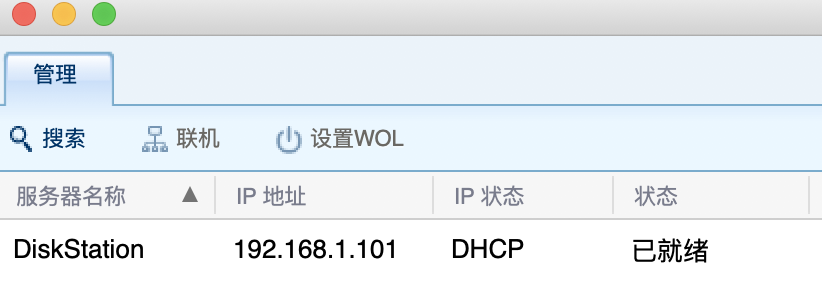 管理
搜索 联机 设置WOL
服务器名称 ▲ IP 地址 IP 状态 状态
DiskStation 192.168.1.101 DHCP 已就绪